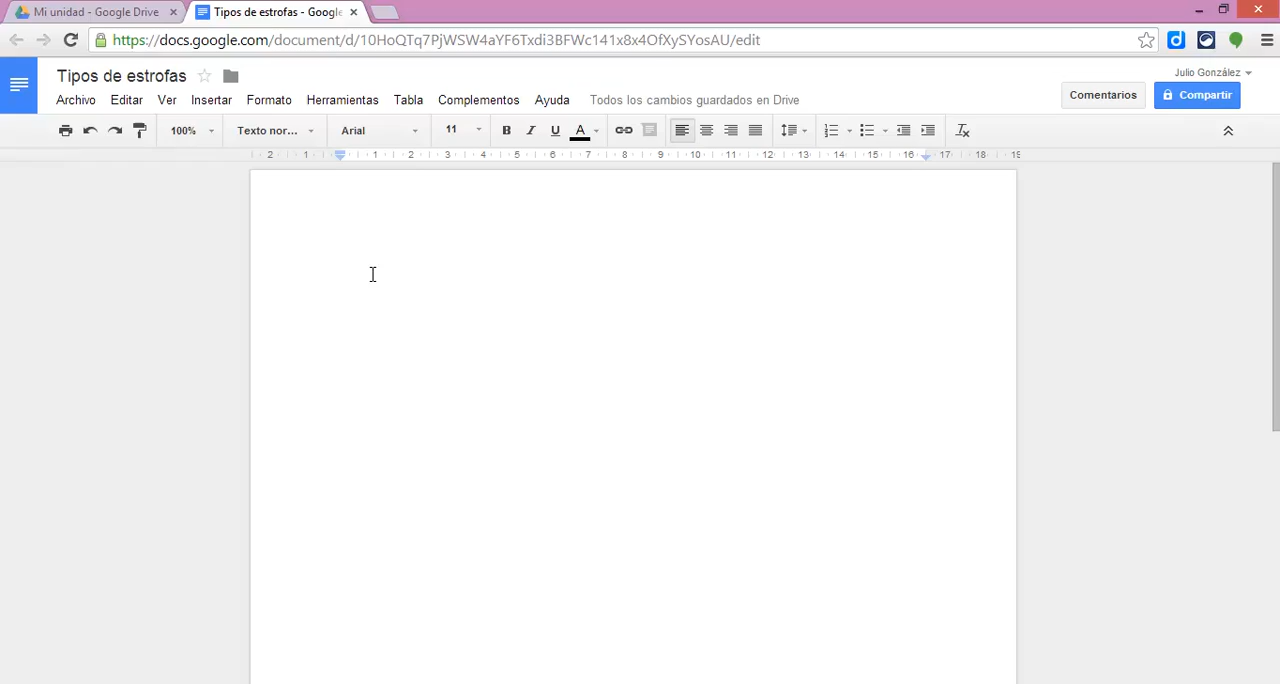 Mi unidad - Google Drive
Tipos de estrofas - Google
https://docs.google.com/document/d/10HoQTq7PjWSW4aYF6Txdi3BFWc141x8x4OfXySYosAU/edit
Tipos de estrofas
Julio González
Archivo Editar Ver Insertar Formato Herramientas Tabla Complementos Ayuda Todos los cambios guardados en Drive
Comentarios Compartir
100% Texto nor... Arial 11 B I U A
2 1 1 2 3 4 5 6 7 8 9 10 11 12 13 14 15 16 17 18 19